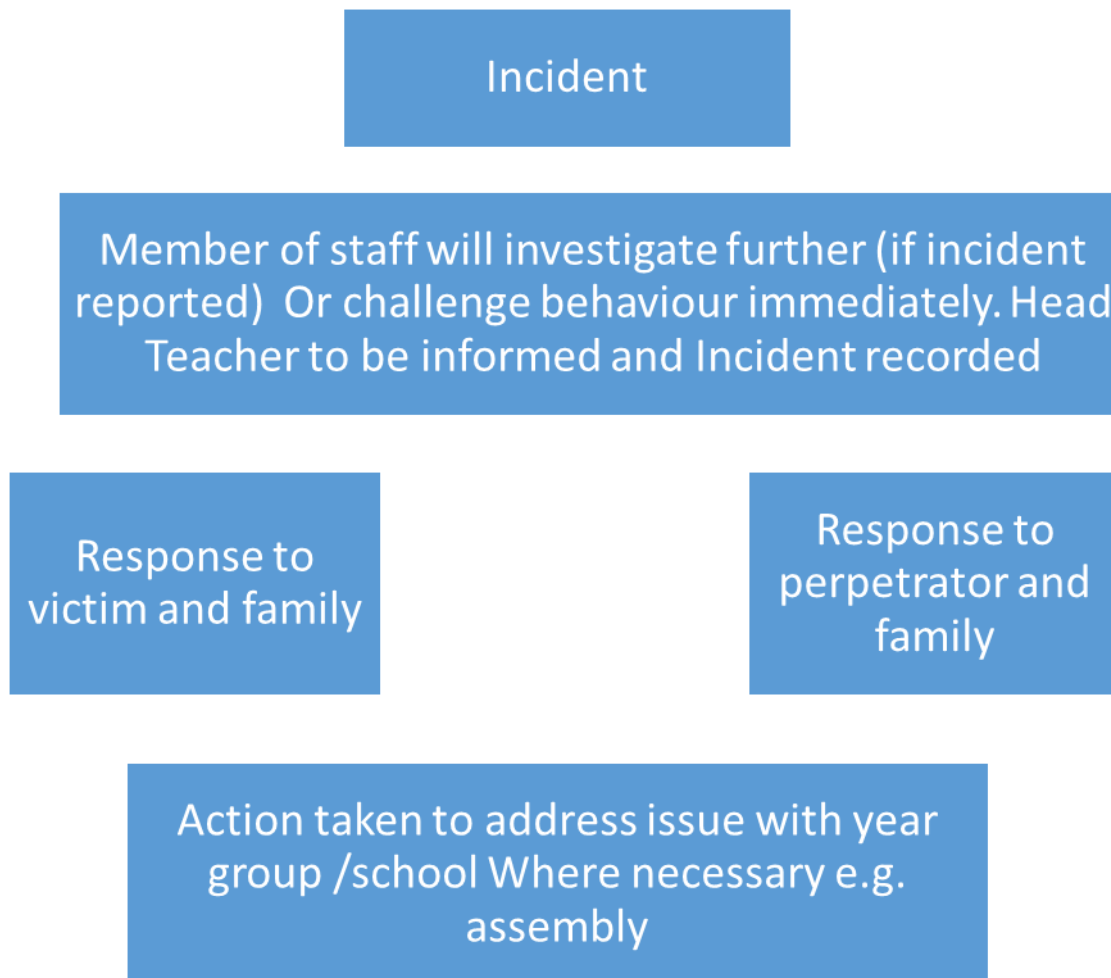 Incident
Member of staff will investigate further (if incident
reported) Or challenge behaviour immediately. Head
Teacher to be informed and Incident recorded
Response to
victim and family
Response to
perpetrator and
family
Action taken to address issue with year
group /school Where necessary e.g.
assembly